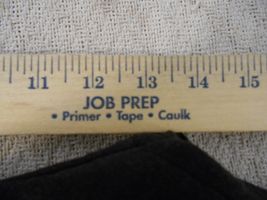 11 12 13 14 15
JOB PREP
• Primer • Tape • Caulk